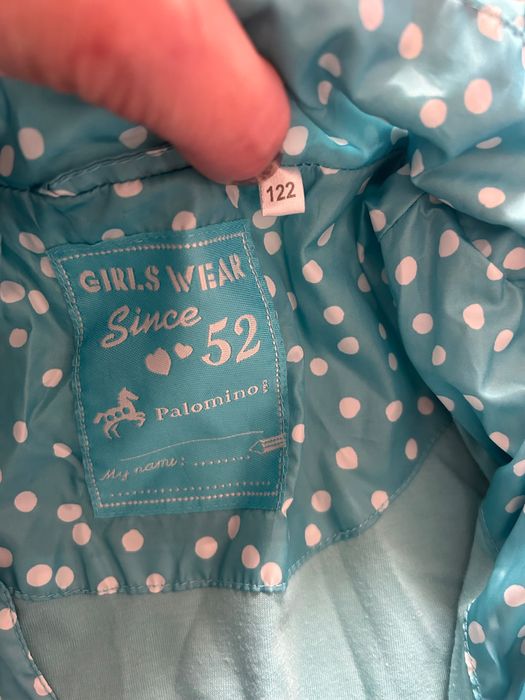 122
GIRLS WEAR
Since
52
Palomino
My name: